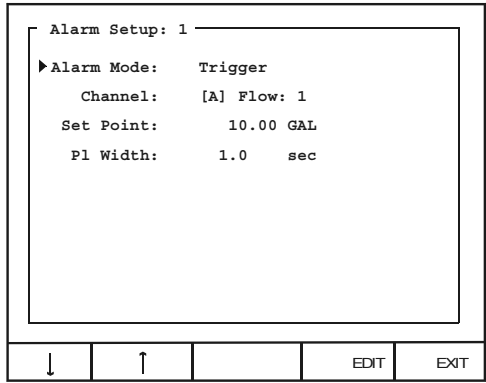 Alarm Setup: 1
Alarm Mode: Trigger
Channel: [A] Flow: 1
Set Point: 10.00 GAL
Pl Width: 1.0 sec
↓ ↑ EDIT EXIT